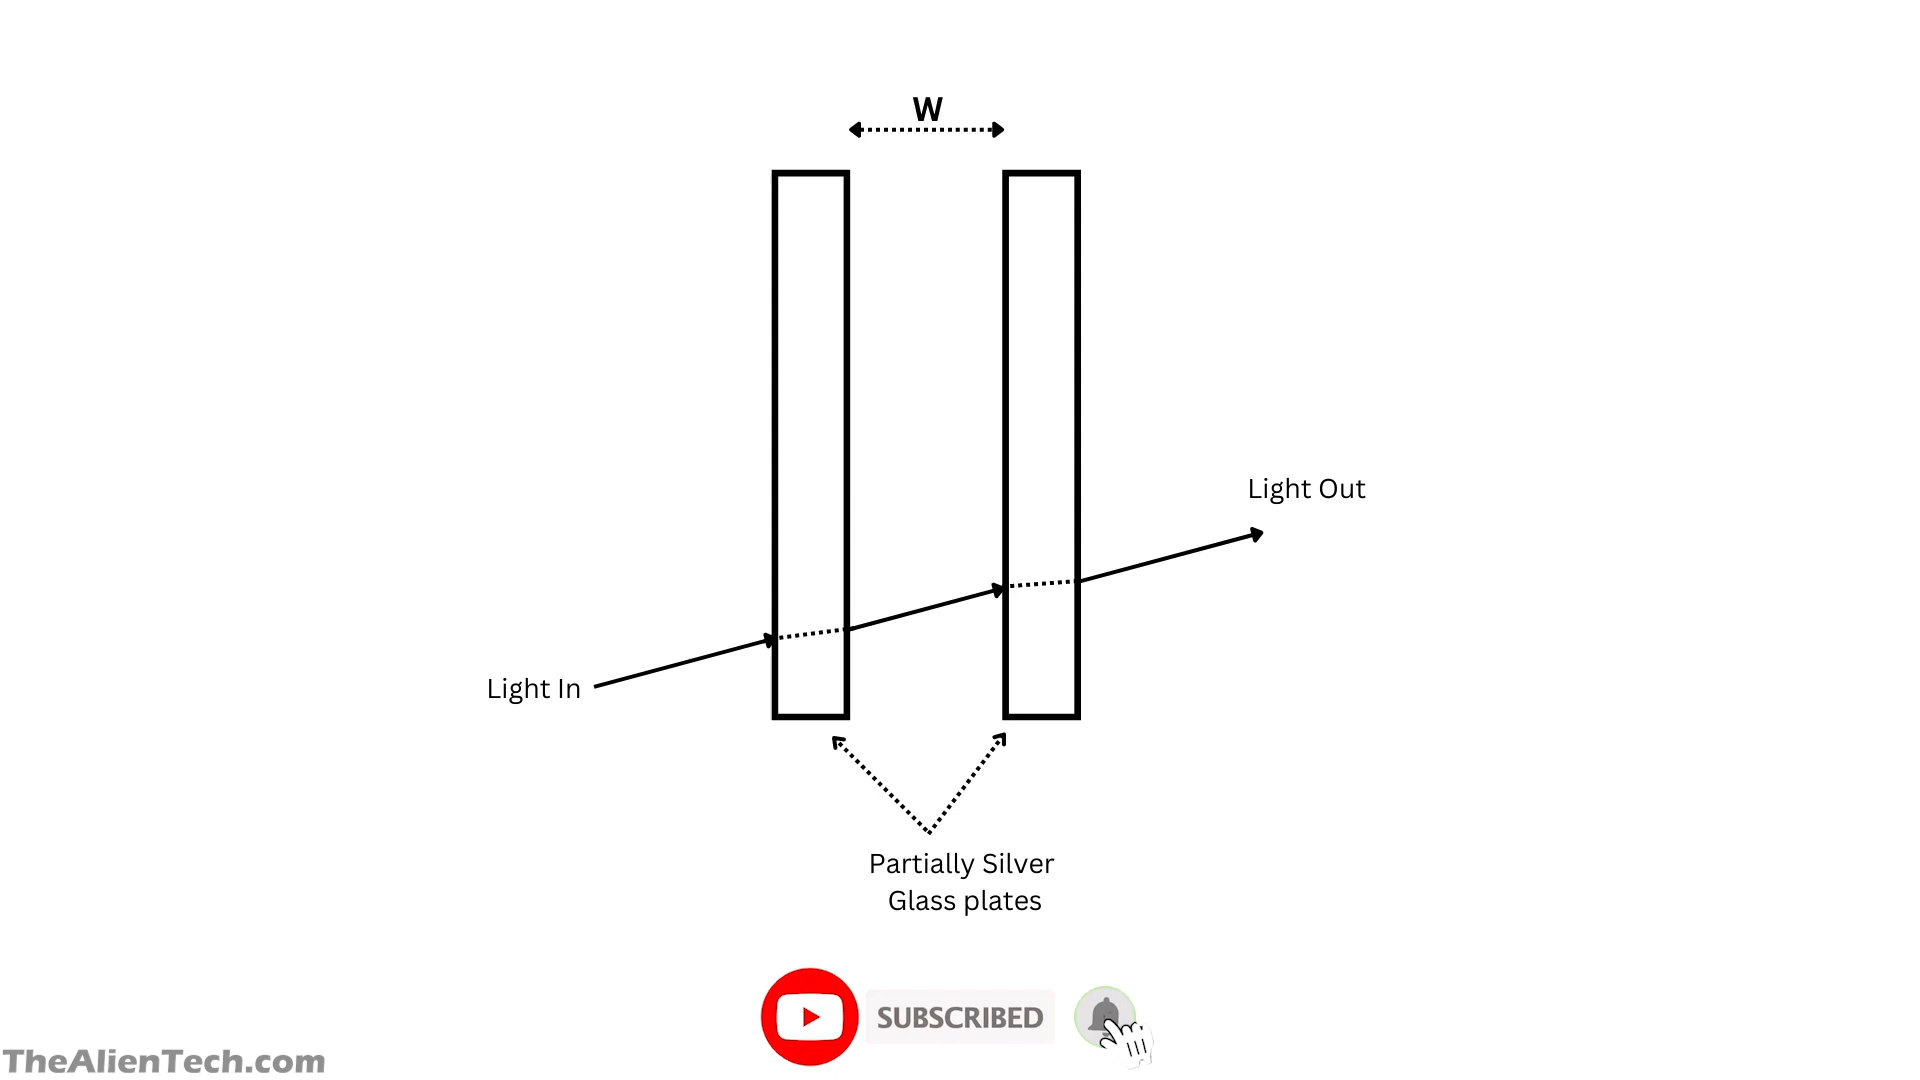 W
Light Out
Light In
Partially Silver
Glass plates
SUBSCRIBED
TheAlienTech.com